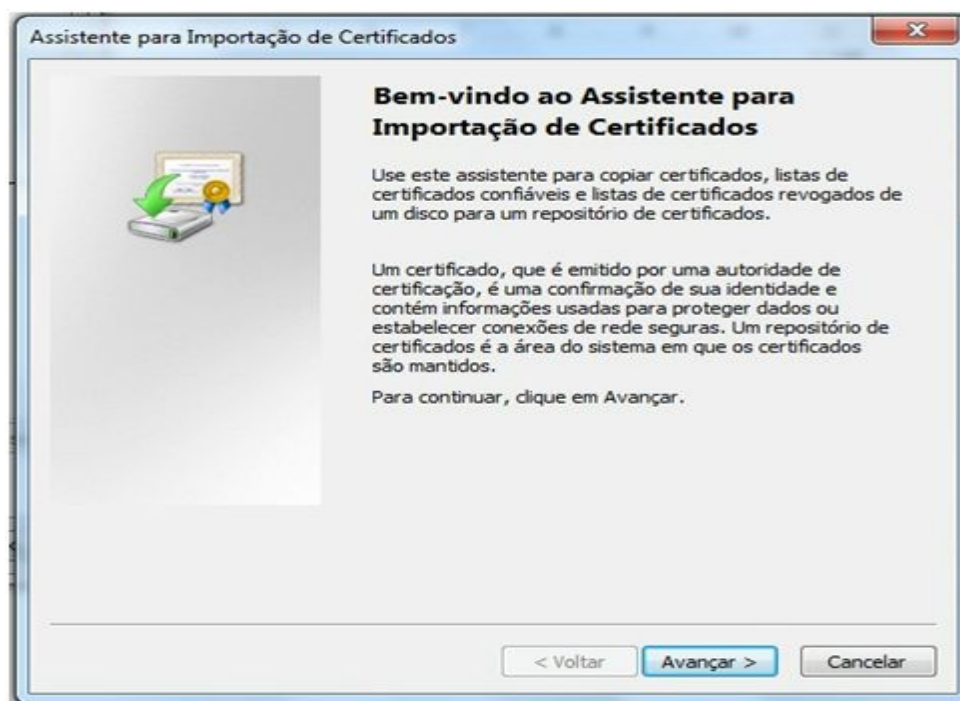 Assistente para Importação de Certificados
Bem-vindo ao Assistente para
Importação de Certificados
Use este assistente para copiar certificados, listas de
certificados confiáveis e listas de certificados revogados de
um disco para um repositório de certificados.
Um certificado, que é emitido por uma autoridade de
certificação, é uma confirmação de sua identidade e
contém informações usadas para proteger dados ou
estabelecer conexões de rede seguras. Um repositório de
certificados é a área do sistema em que os certificados
são mantidos.
Para continuar, clique em Avançar.
< Voltar
Avançar >
Cancelar